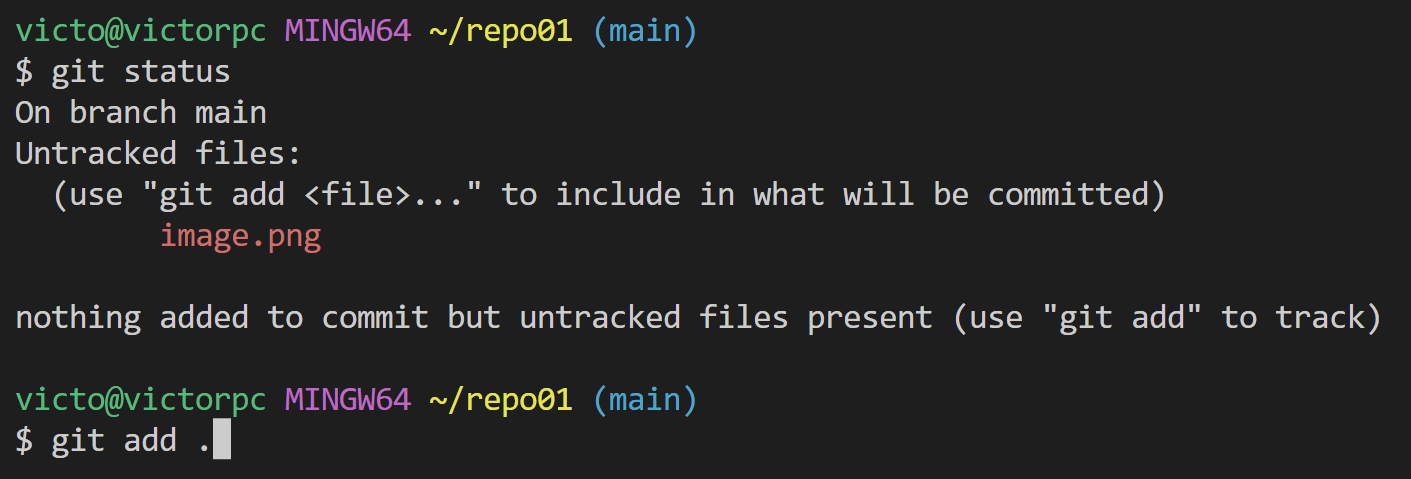 victo@victorpc MINGW64 ~/repo01 (main)
$ git status
On branch main
Untracked files:
  (use "git add <file>..." to include in what will be committed)
        image.png

nothing added to commit but untracked files present (use "git add" to track)

victo@victorpc MINGW64 ~/repo01 (main)
$ git add .